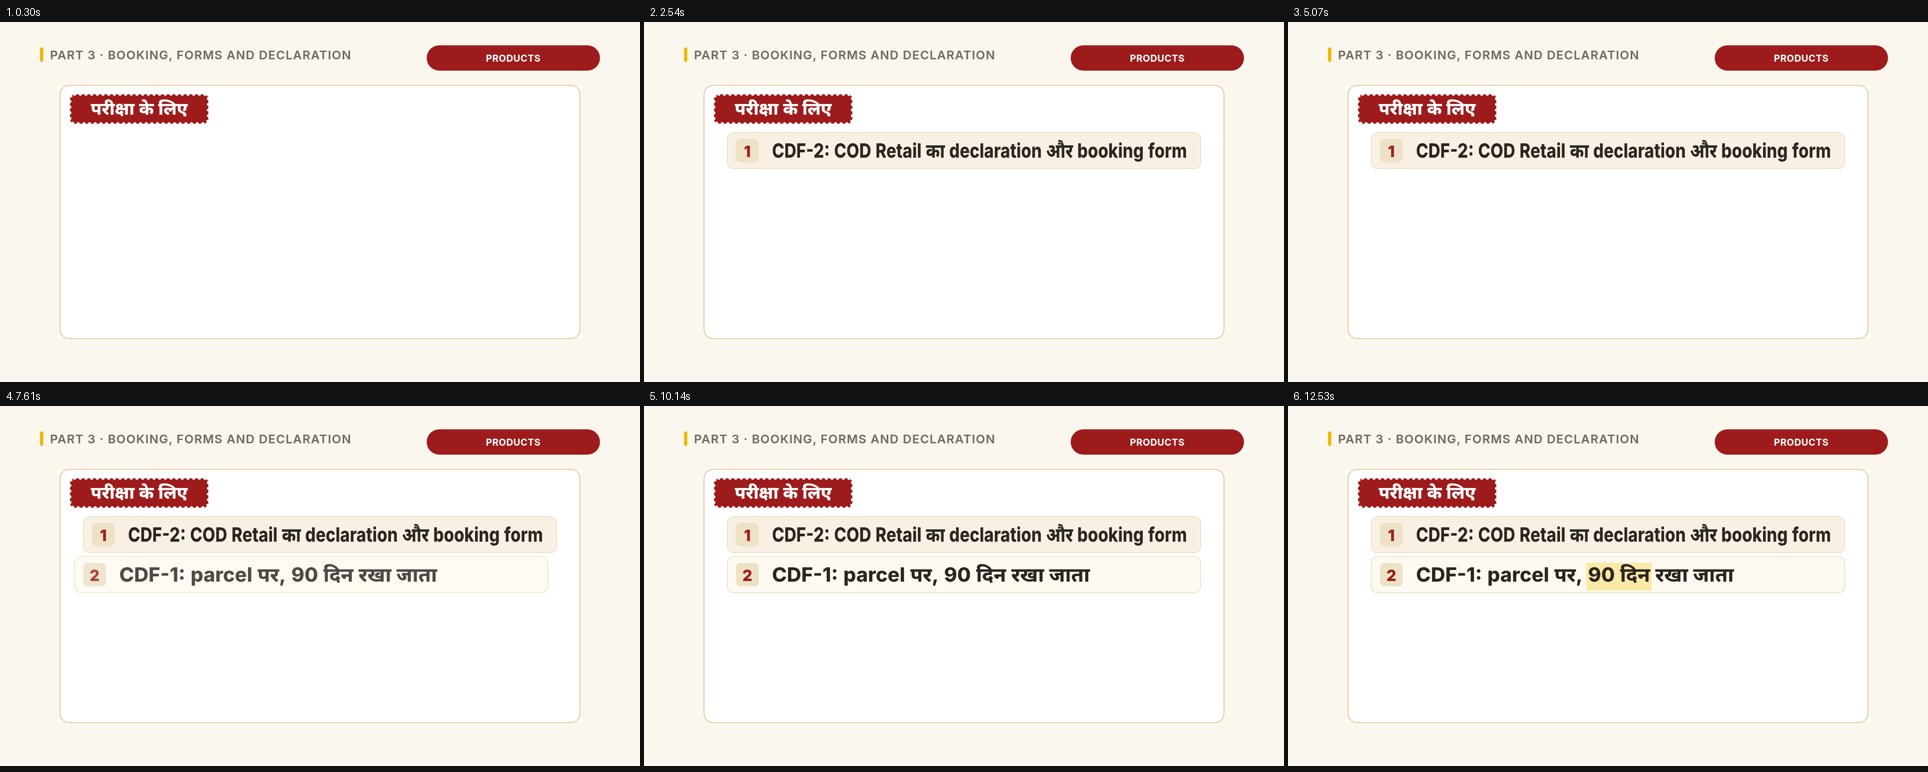 1. 0.30s
PART 3 · BOOKING, FORMS AND DECLARATION
PRODUCTS
परीक्षा के लिए
2. 2.54s
PART 3 · BOOKING, FORMS AND DECLARATION
PRODUCTS
परीक्षा के लिए
1 CDF-2: COD Retail का declaration और booking form
3. 5.07s
PART 3 · BOOKING, FORMS AND DECLARATION
PRODUCTS
परीक्षा के लिए
1 CDF-2: COD Retail का declaration और booking form
4. 7.61s
PART 3 · BOOKING, FORMS AND DECLARATION
PRODUCTS
परीक्षा के लिए
1 CDF-2: COD Retail का declaration और booking form
2 CDF-1: parcel पर, 90 दिन रखा जाता
5. 10.14s
PART 3 · BOOKING, FORMS AND DECLARATION
PRODUCTS
परीक्षा के लिए
1 CDF-2: COD Retail का declaration और booking form
2 CDF-1: parcel पर, 90 दिन रखा जाता
6. 12.53s
PART 3 · BOOKING, FORMS AND DECLARATION
PRODUCTS
परीक्षा के लिए
1 CDF-2: COD Retail का declaration और booking form
2 CDF-1: parcel पर, 90 दिन रखा जाता